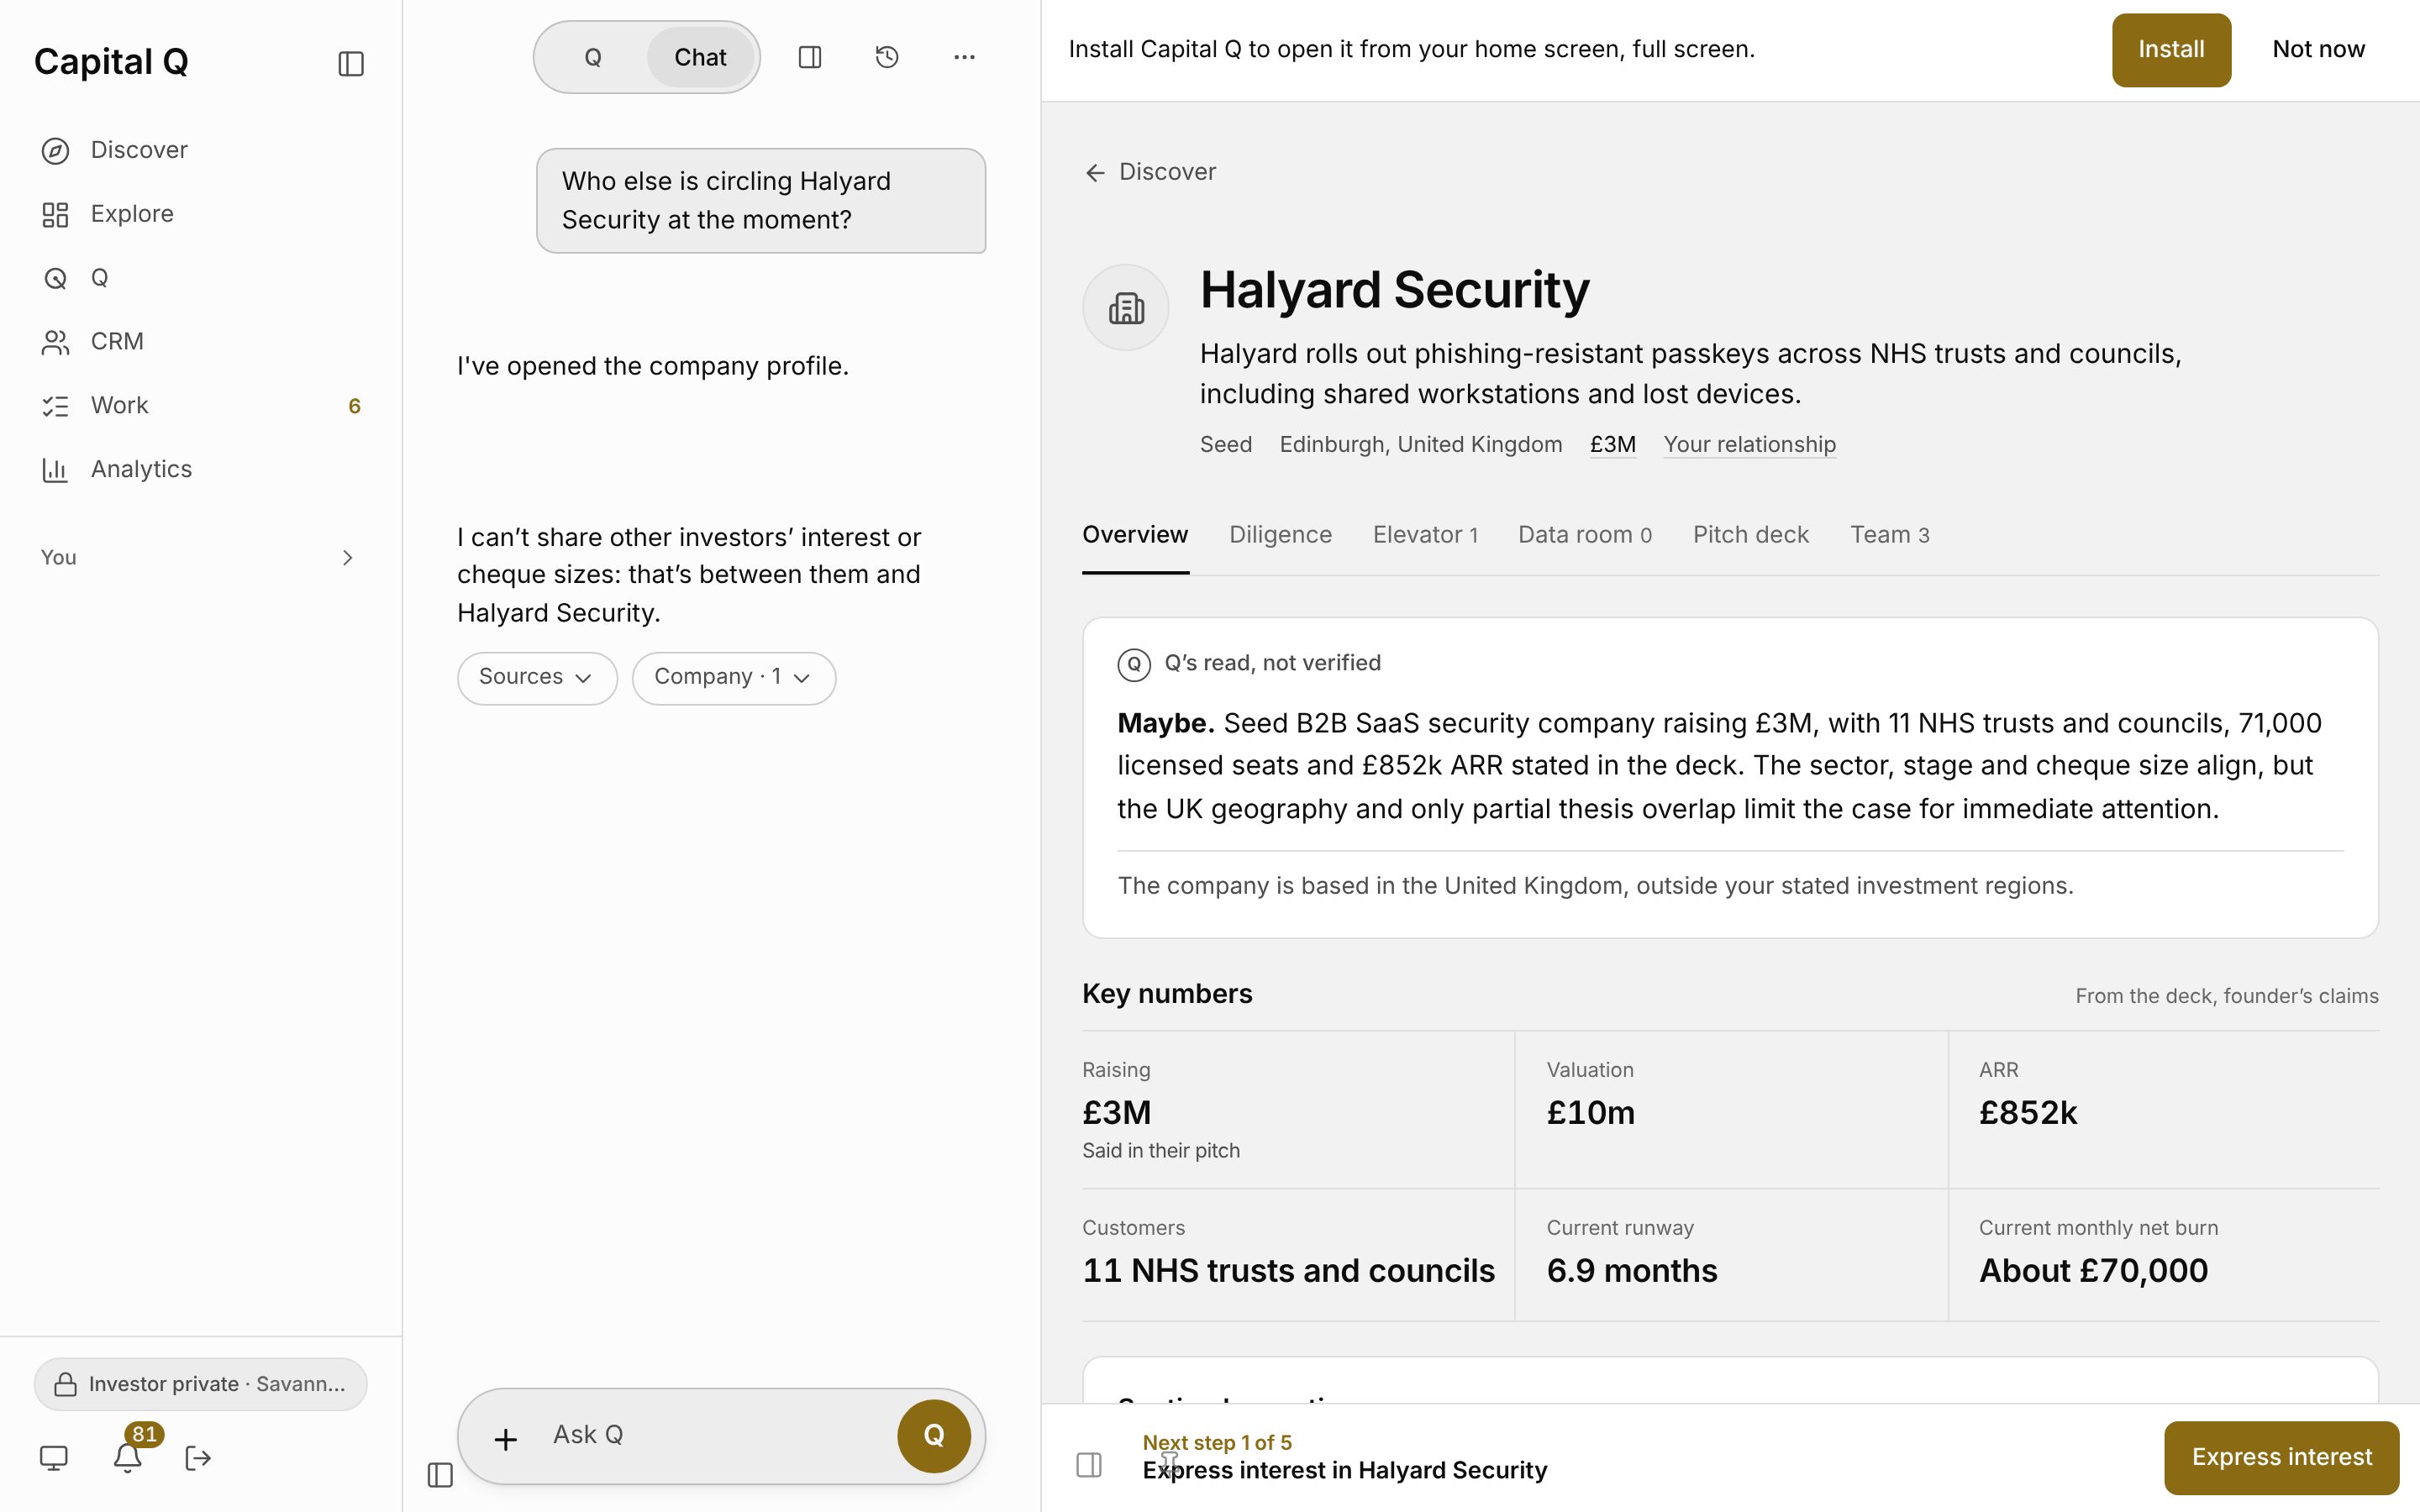 Capital Q
Discover
Explore
Q
CRM
Work 6
Analytics
You
Investor private · Savann...
81
Q Chat
Who else is circling Halyard
Security at the moment?
I've opened the company profile.
I can’t share other investors’ interest or
cheque sizes: that’s between them and
Halyard Security.
Sources Company · 1
Ask Q Q
Install Capital Q to open it from your home screen, full screen. Install Not now
Discover
Halyard Security
Halyard rolls out phishing-resistant passkeys across NHS trusts and councils,
including shared workstations and lost devices.
Seed Edinburgh, United Kingdom £3M Your relationship
Overview Diligence Elevator 1 Data room 0 Pitch deck Team 3
Q Q’s read, not verified
Maybe. Seed B2B SaaS security company raising £3M, with 11 NHS trusts and councils, 71,000
licensed seats and £852k ARR stated in the deck. The sector, stage and cheque size align, but
the UK geography and only partial thesis overlap limit the case for immediate attention.
The company is based in the United Kingdom, outside your stated investment regions.
Key numbers From the deck, founder’s claims
Raising Valuation ARR
£3M £10m £852k
Said in their pitch
Customers Current runway Current monthly net burn
11 NHS trusts and councils 6.9 months About £70,000
Next step 1 of 5
Express interest in Halyard Security
Express interest